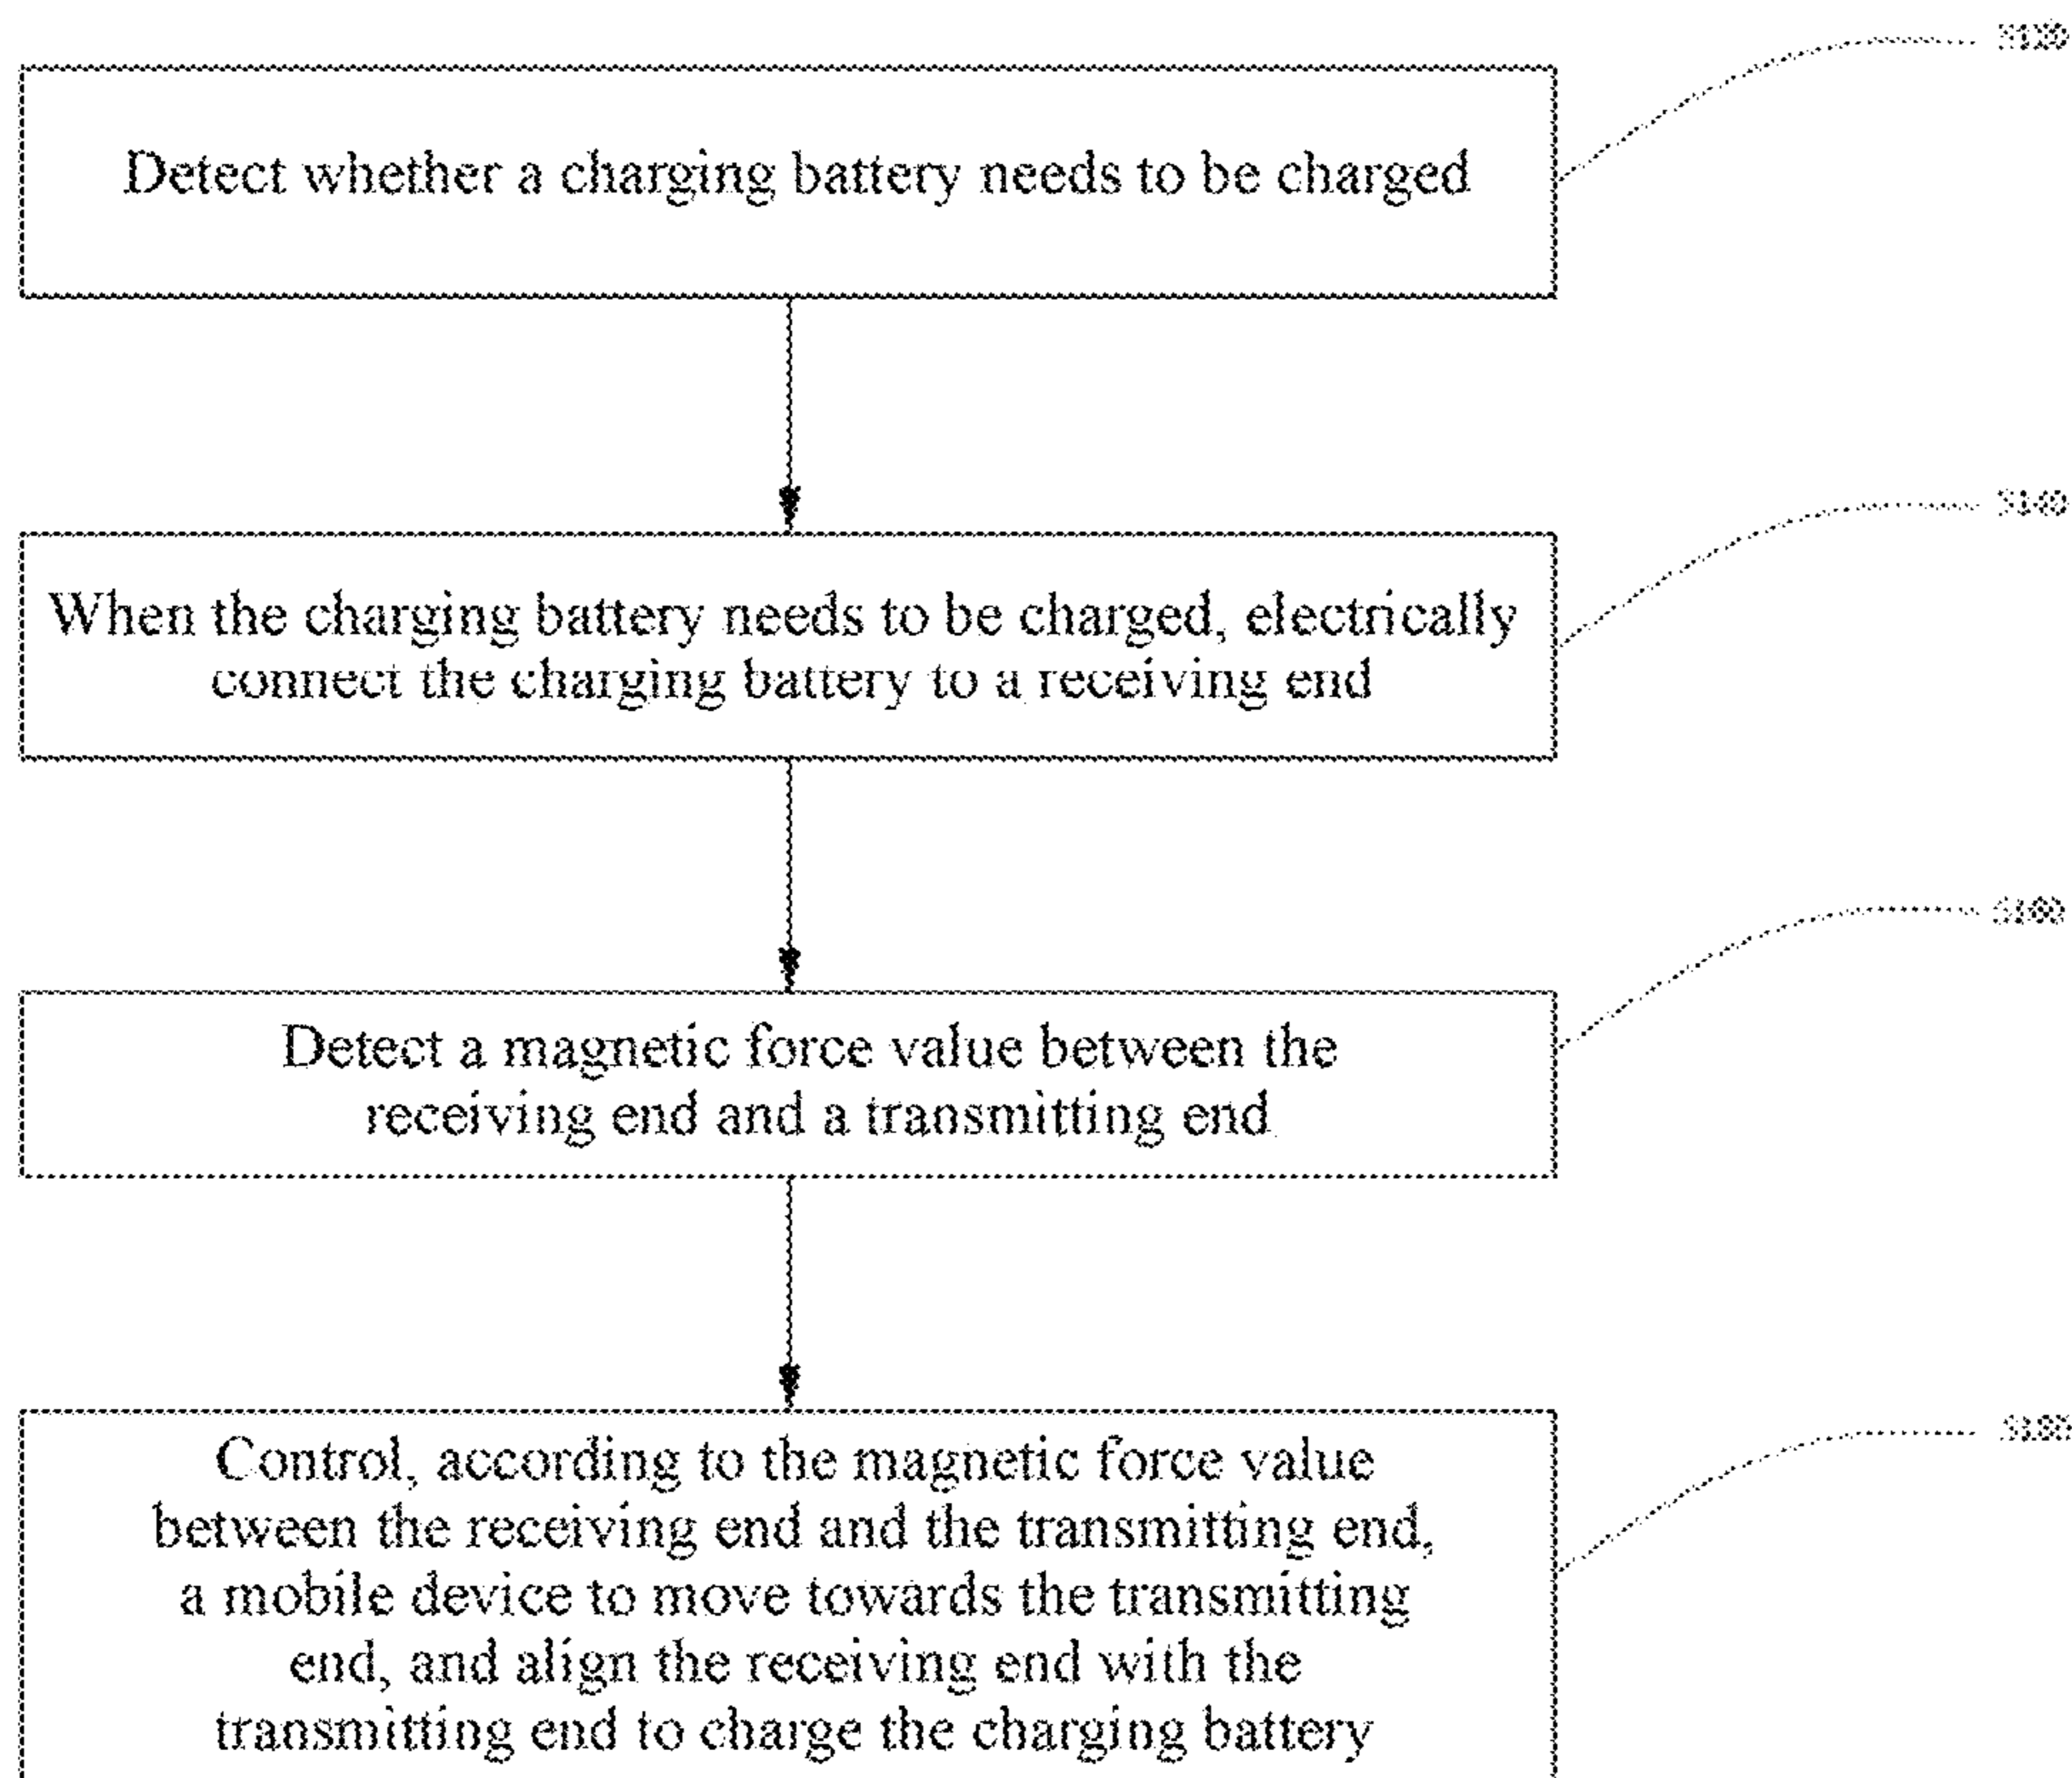 Detect whether a charging battery needs to be charged
S140
When the charging battery needs to be charged, electrically
connect the charging battery to a receiving end
Detect a magnetic force value between the
receiving end and a transmitting end
Control, according to the magnetic force value
between the receiving end and the transmitting end,
a mobile device to move towards the transmitting
end, and align the receiving end with the
transmitting end to charge the charging battery